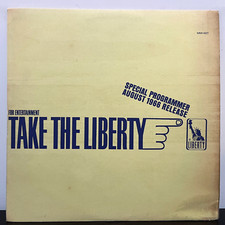 SPECIAL PROGRAMMER
AUGUST 1966 RELEASE
FOR ENTERTAINMENT
TAKE THE LIBERTY
LIBERTY